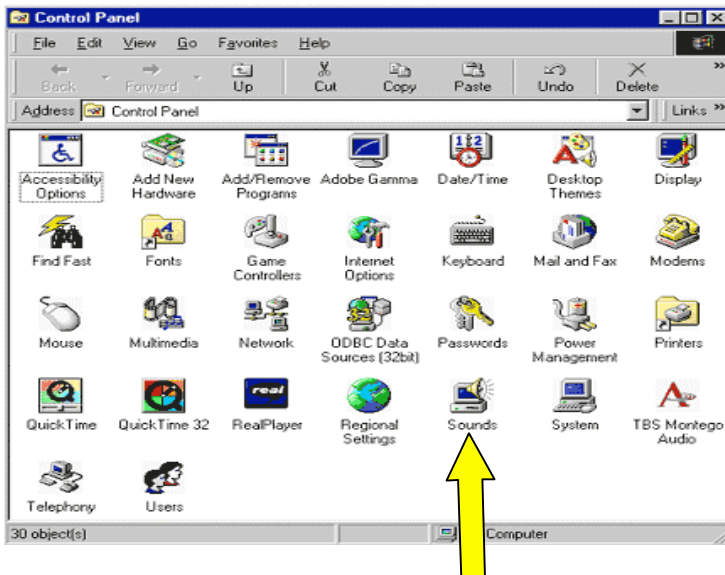 Control Panel
File Edit View Go Favorites Help
Back Forward Up Cut Copy Paste Undo Delete »
Address Control Panel Links »
Accessibility Options
Add New Hardware
Add/Remove Programs
Adobe Gamma
Date/Time
Desktop Themes
Display
Find Fast
Fonts
Game Controllers
Internet Options
Keyboard
Mail and Fax
Modems
Mouse
Multimedia
Network
ODBC Data Sources (32bit)
Passwords
Power Management
Printers
QuickTime
QuickTime 32
real
RealPlayer
Regional Settings
Sounds
System
TBS Montego Audio
Telephony
Users
30 object(s) Computer